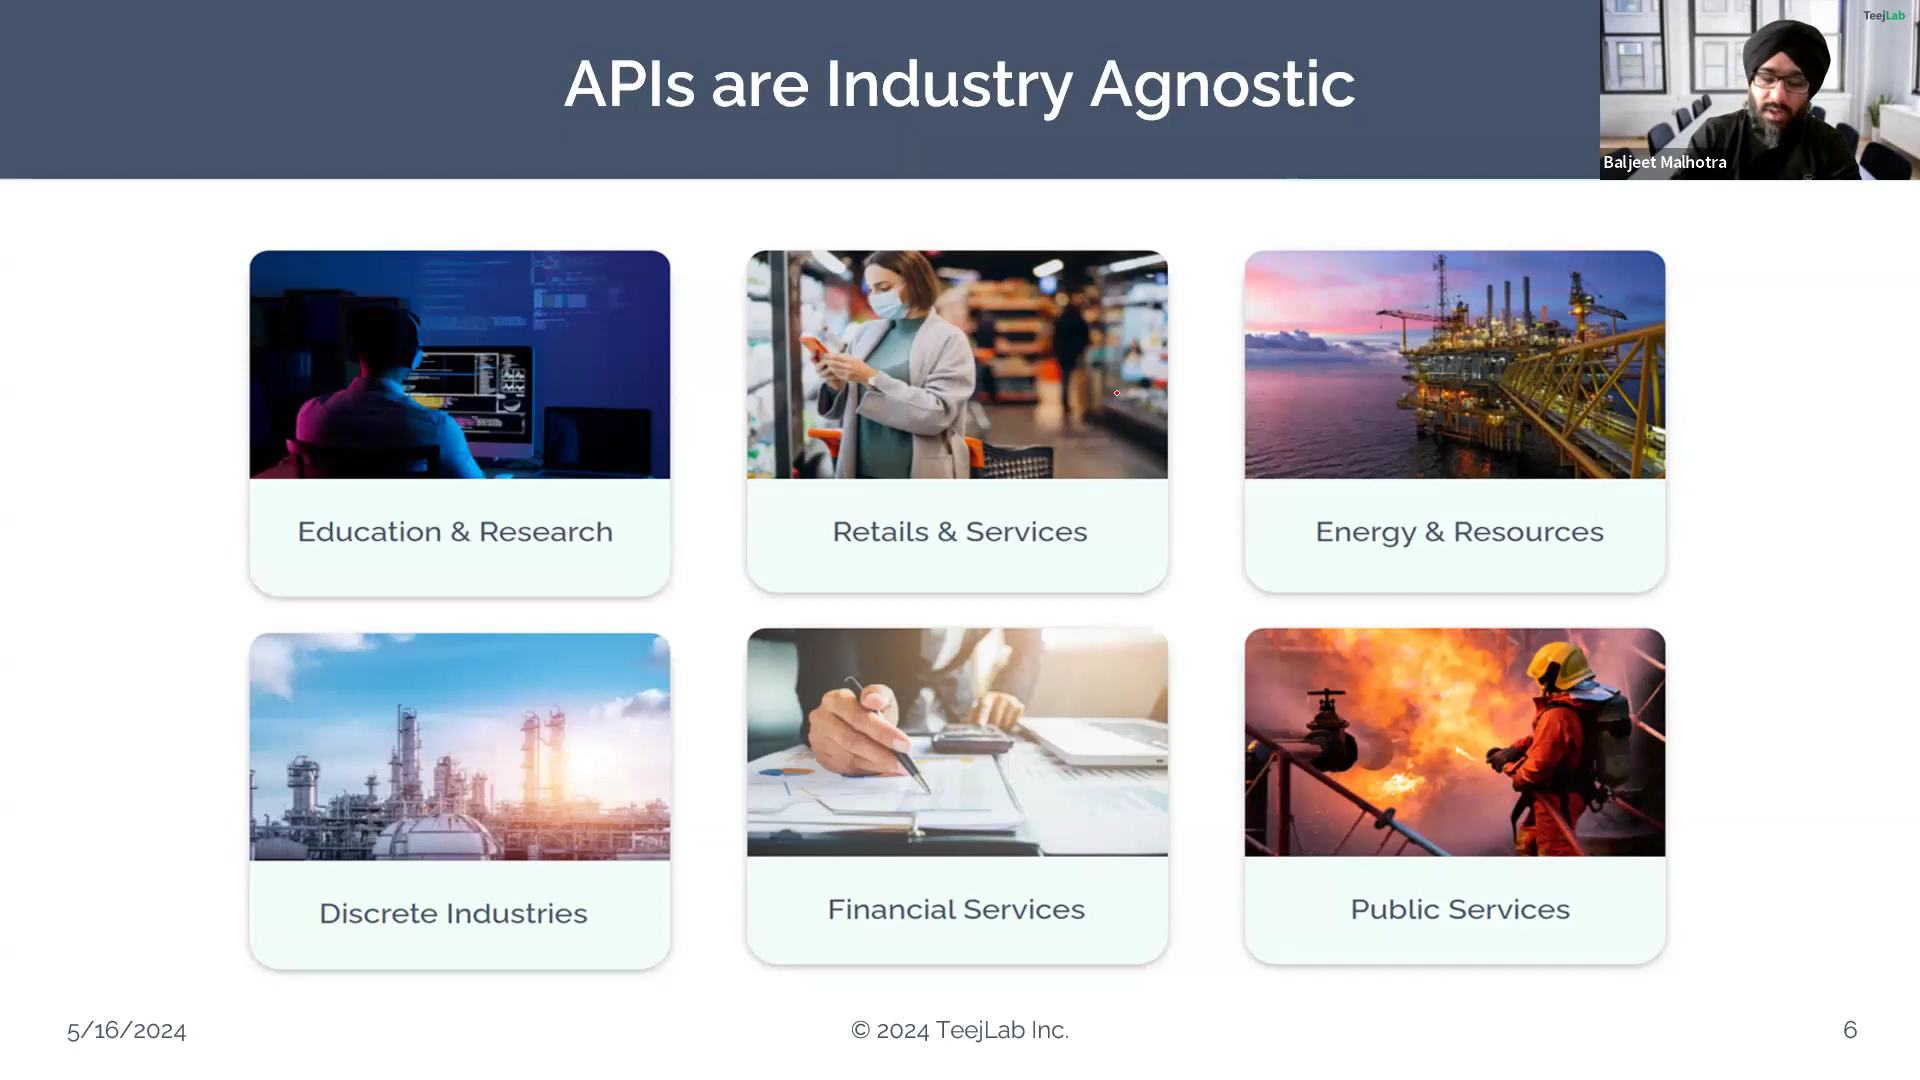 APIs are Industry Agnostic
TeejLab
Baljeet Malhotra
Education & Research
Retails & Services
Energy & Resources
Discrete Industries
Financial Services
Public Services
5/16/2024
© 2024 TeejLab Inc.
6